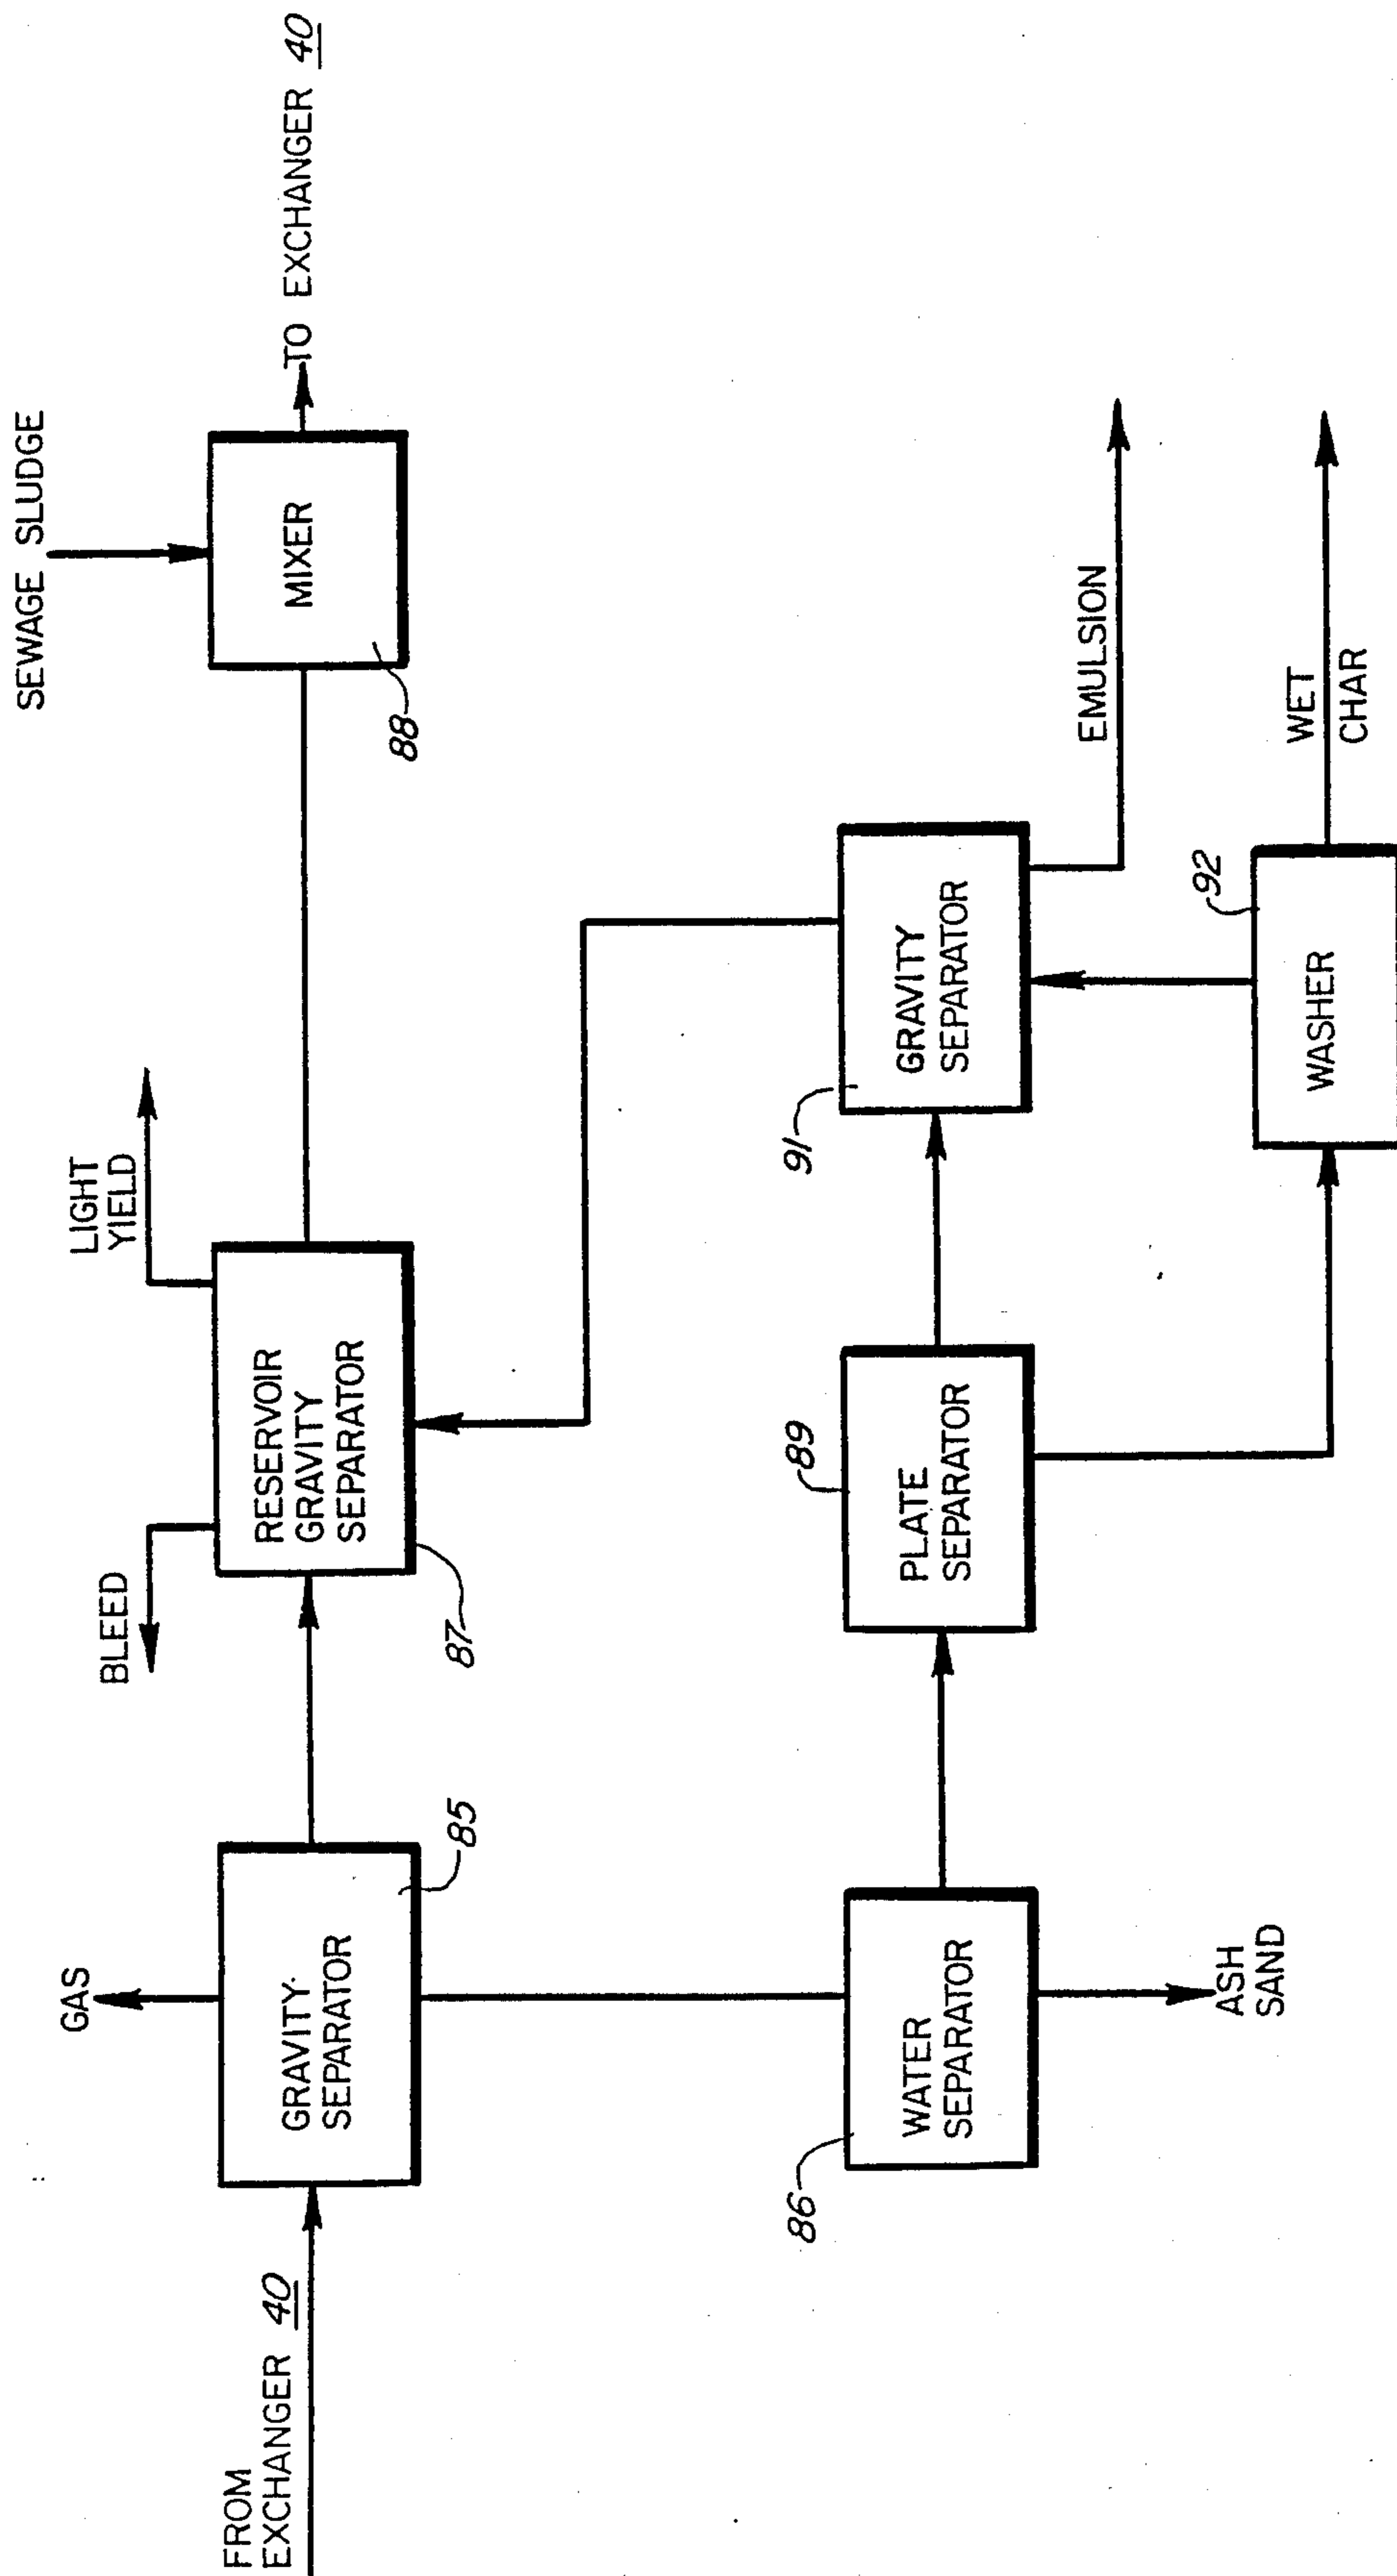 FROM
EXCHANGER 40
GAS
GRAVITY
SEPARATOR
85
BLEED
LIGHT
YIELD
RESERVOIR
GRAVITY
SEPARATOR
87
SEWAGE SLUDGE
MIXER
88
TO EXCHANGER 40
WATER
SEPARATOR
86
ASH
SAND
PLATE
SEPARATOR
89
GRAVITY
SEPARATOR
91
EMULSION
WASHER
92
WET
CHAR